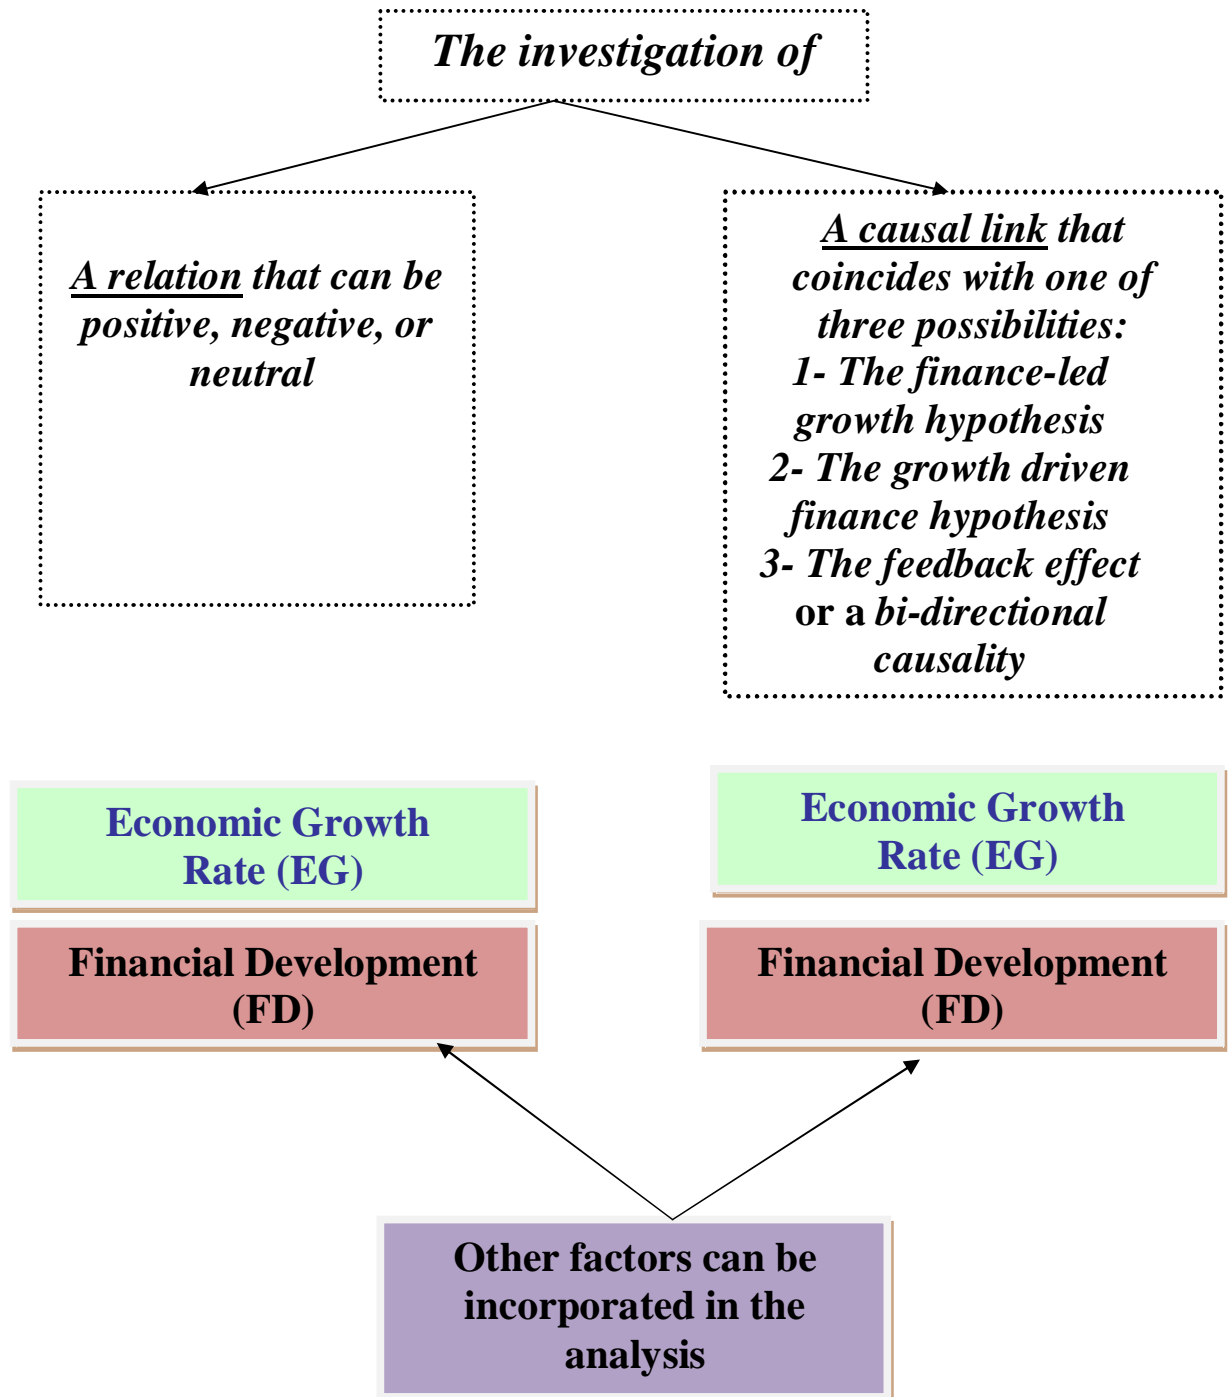 The investigation of
A relation that can be
positive, negative, or
neutral
A causal link that
coincides with one of
three possibilities:
1- The finance-led
growth hypothesis
2- The growth driven
finance hypothesis
3- The feedback effect
or a bi-directional
causality
Economic Growth
Rate (EG)
Financial Development
(FD)
Economic Growth
Rate (EG)
Financial Development
(FD)
Other factors can be
incorporated in the
analysis